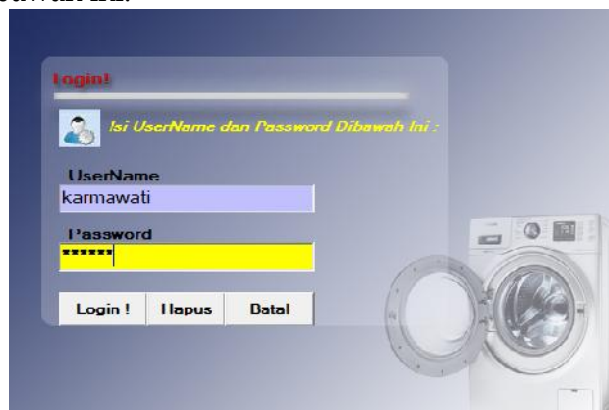 Login!
Isi UserName dan Password Dibawah Ini :
UserName
karmawati
Password
******
Login ! Hapus Batal